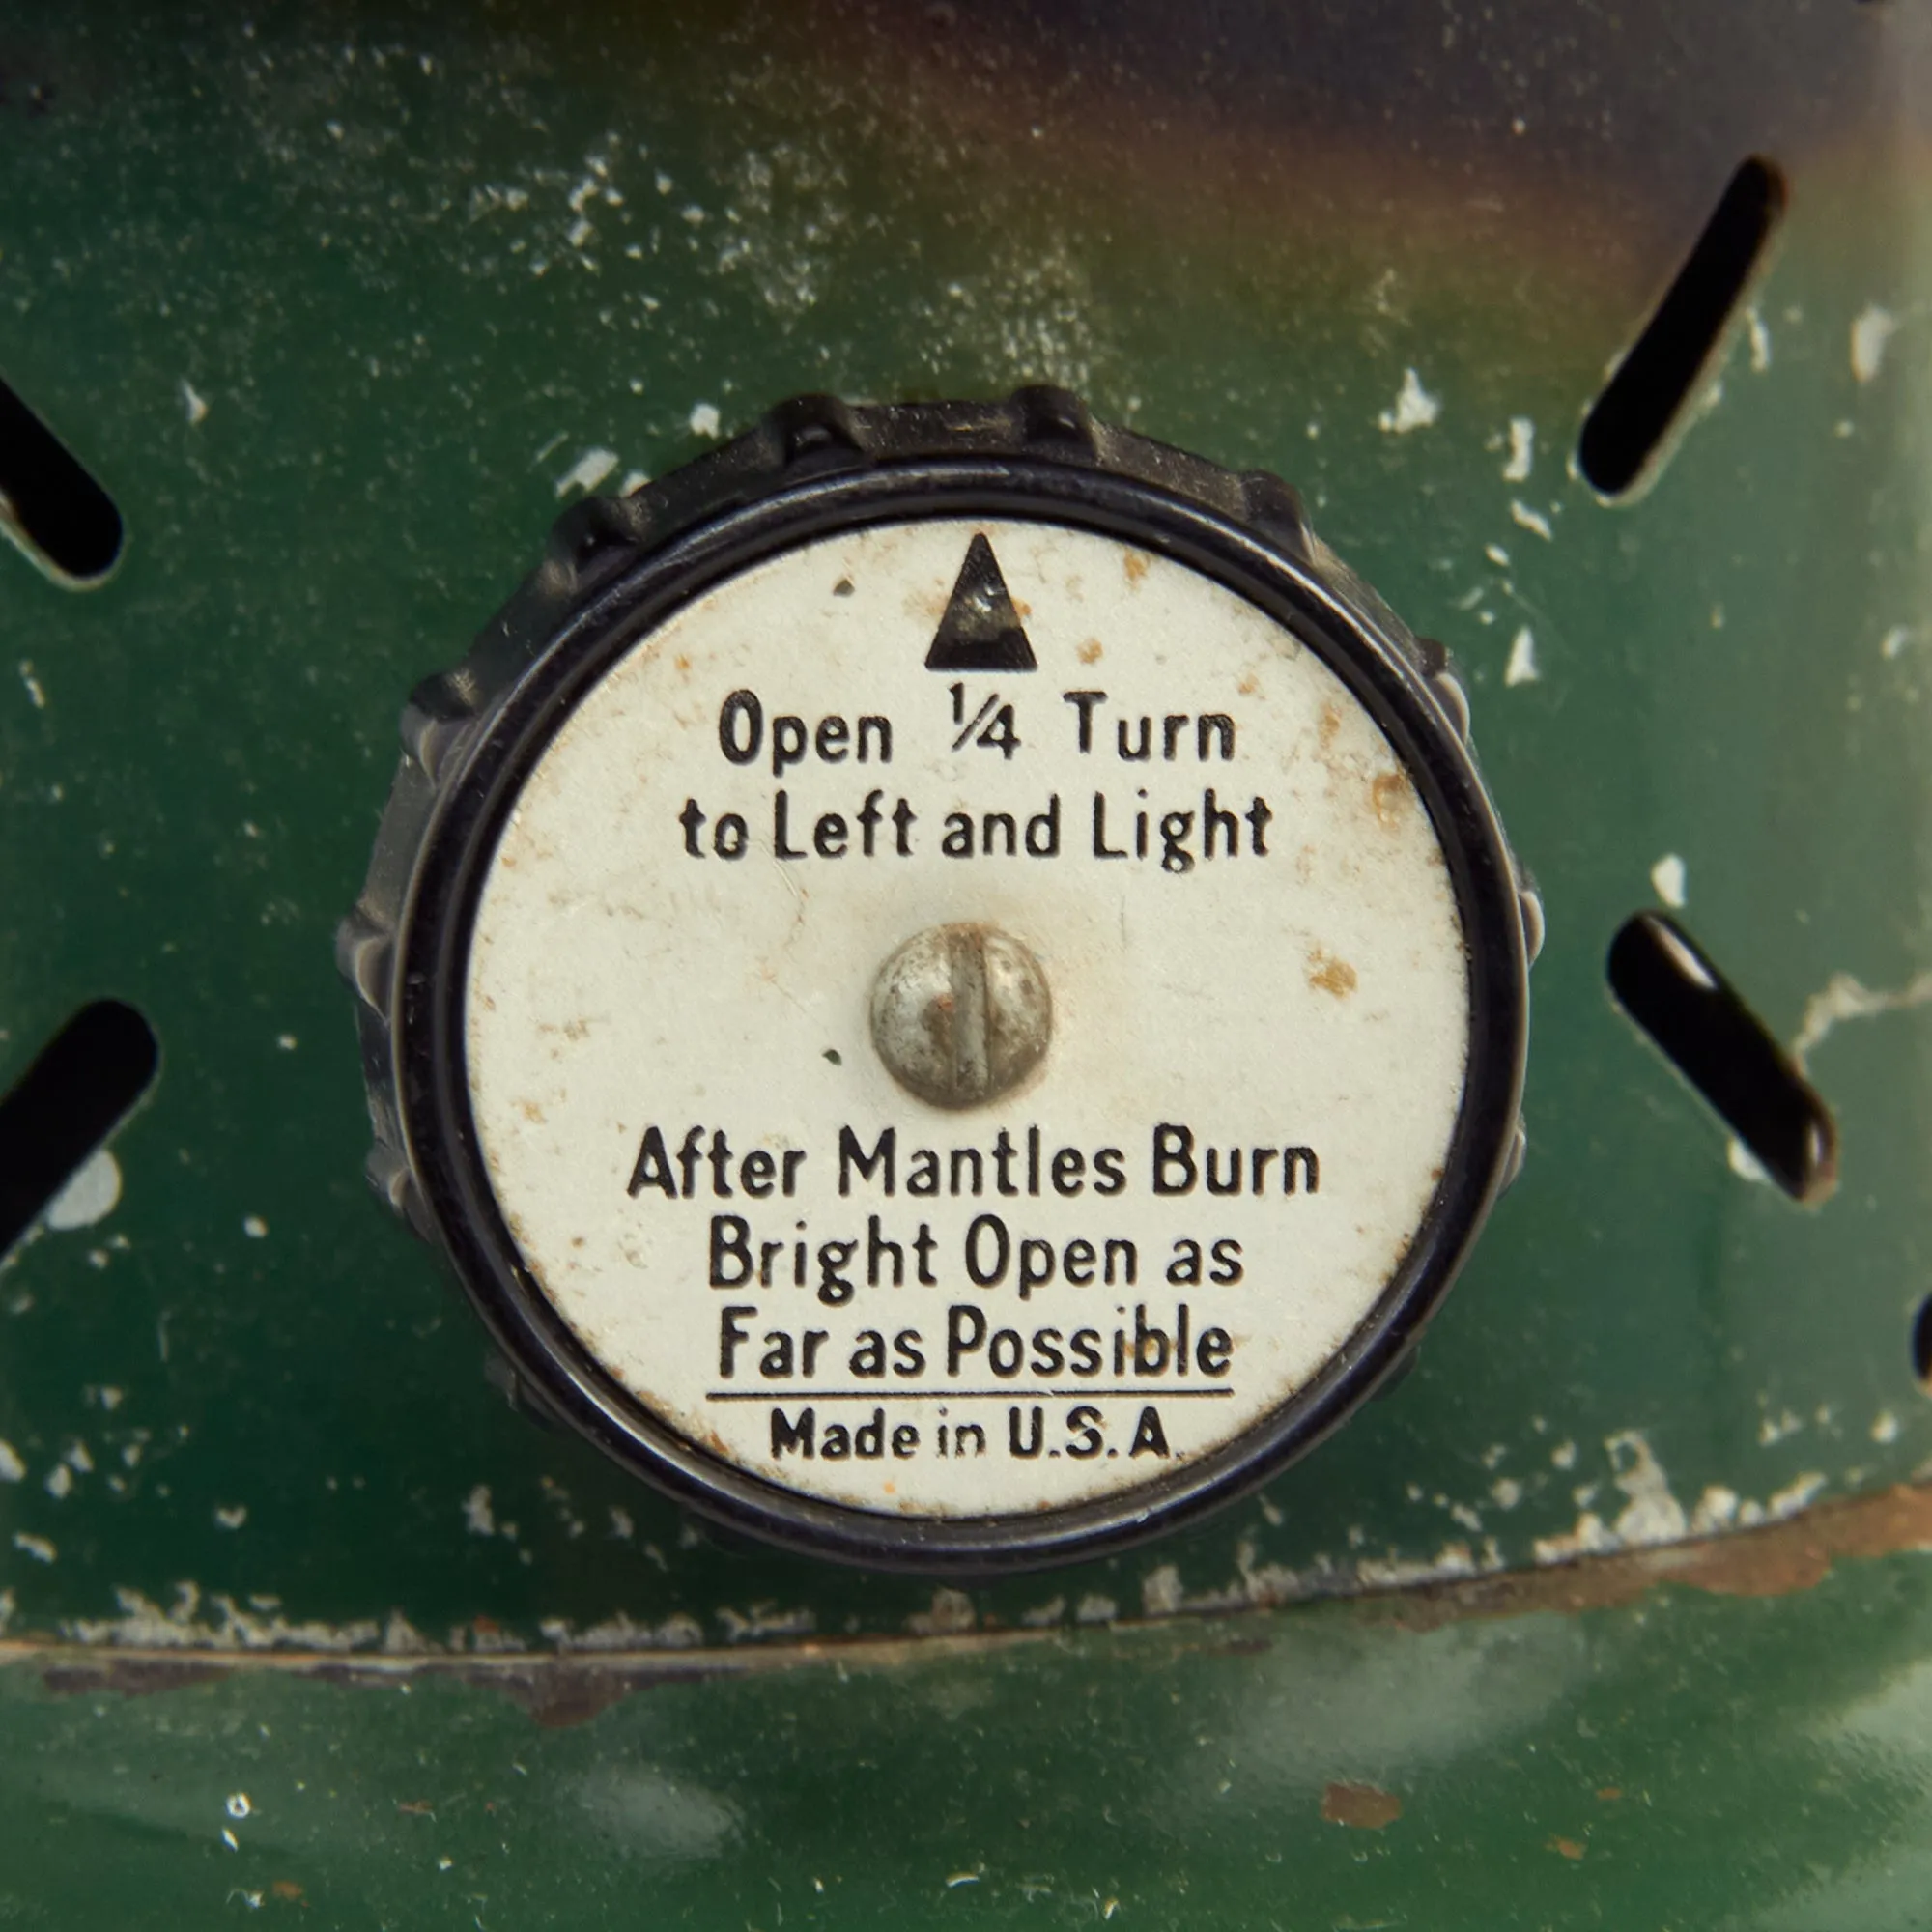 Open ¼ Turn
to Left and Light
After Mantles Burn
Bright Open as
Far as Possible
Made in U.S.A.